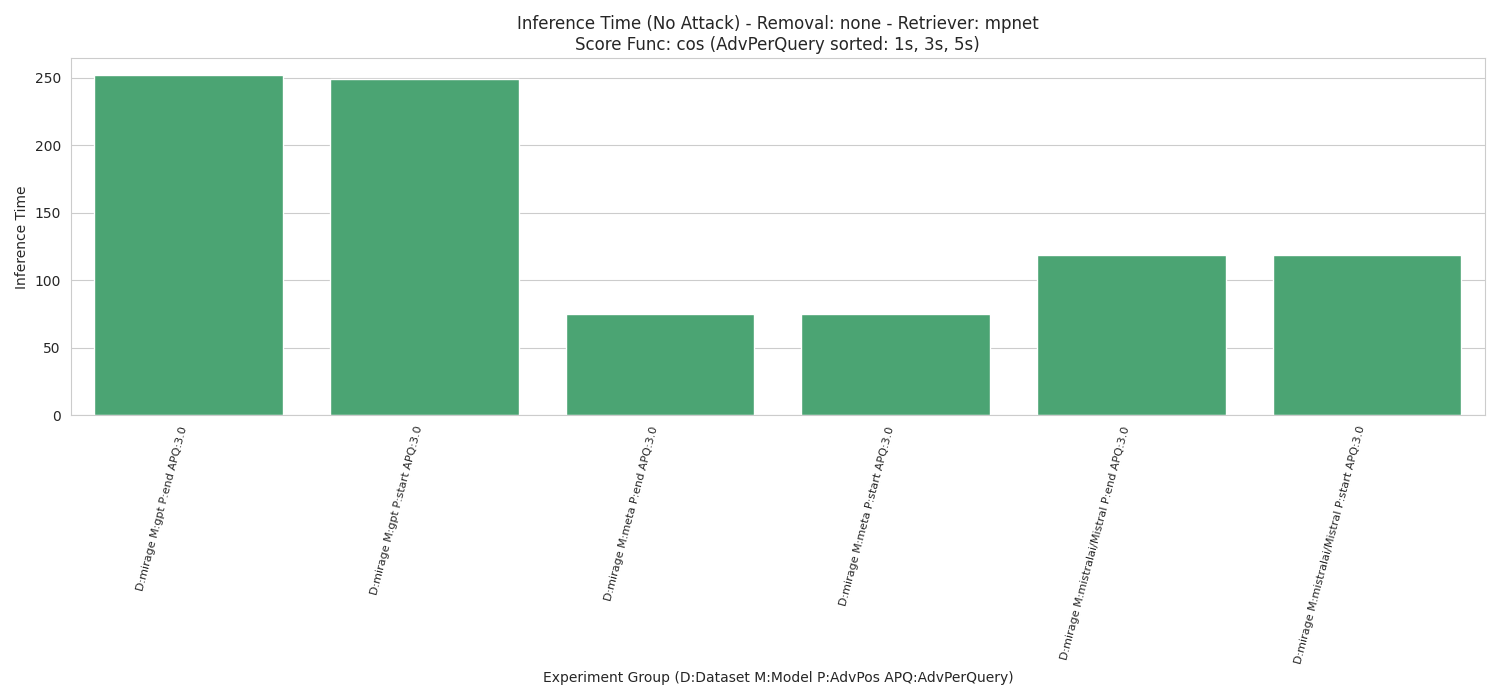 Inference Time (No Attack) - Removal: none - Retriever: mpnet
Score Func: cos (AdvPerQuery sorted: 1s, 3s, 5s)
Inference Time
250
200
150
100
50
0
D:mirage M:gpt P:end APQ:3.0
D:mirage M:gpt P:start APQ:3.0
D:mirage M:meta P:end APQ:3.0
D:mirage M:meta P:start APQ:3.0
D:mirage M:mistralai/Mistral P:end APQ:3.0
D:mirage M:mistralai/Mistral P:start APQ:3.0
Experiment Group (D:Dataset M:Model P:AdvPos APQ:AdvPerQuery)